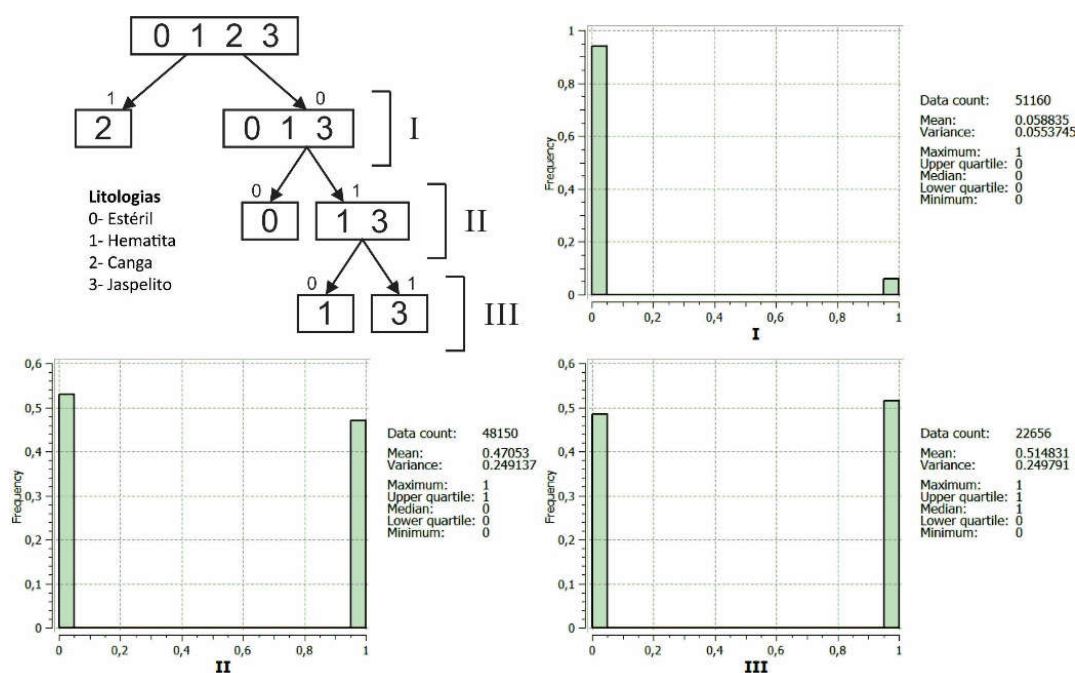 0 1 2 3
1
0
2
0 1 3
I
0
1
0
1 3
II
0
1
1
3
III
Litologias
0- Estéril
1- Hematita
2- Canga
3- Jaspelito
Frequency
1
0,8
0,6
0,4
0,2
0
0 0,2 0,4 0,6 0,8 1
I
Data count: 51160
Mean: 0.058835
Variance: 0.0553745
Maximum: 1
Upper quartile: 0
Median: 0
Lower quartile: 0
Minimum: 0
Frequency
0,6
0,5
0,4
0,3
0,2
0,1
0
0 0,2 0,4 0,6 0,8 1
II
Data count: 48150
Mean: 0.47053
Variance: 0.249137
Maximum: 1
Upper quartile: 1
Median: 0
Lower quartile: 0
Minimum: 0
Frequency
0,6
0,5
0,4
0,3
0,2
0,1
0
0 0,2 0,4 0,6 0,8 1
III
Data count: 22656
Mean: 0.514831
Variance: 0.249791
Maximum: 1
Upper quartile: 1
Median: 1
Lower quartile: 0
Minimum: 0